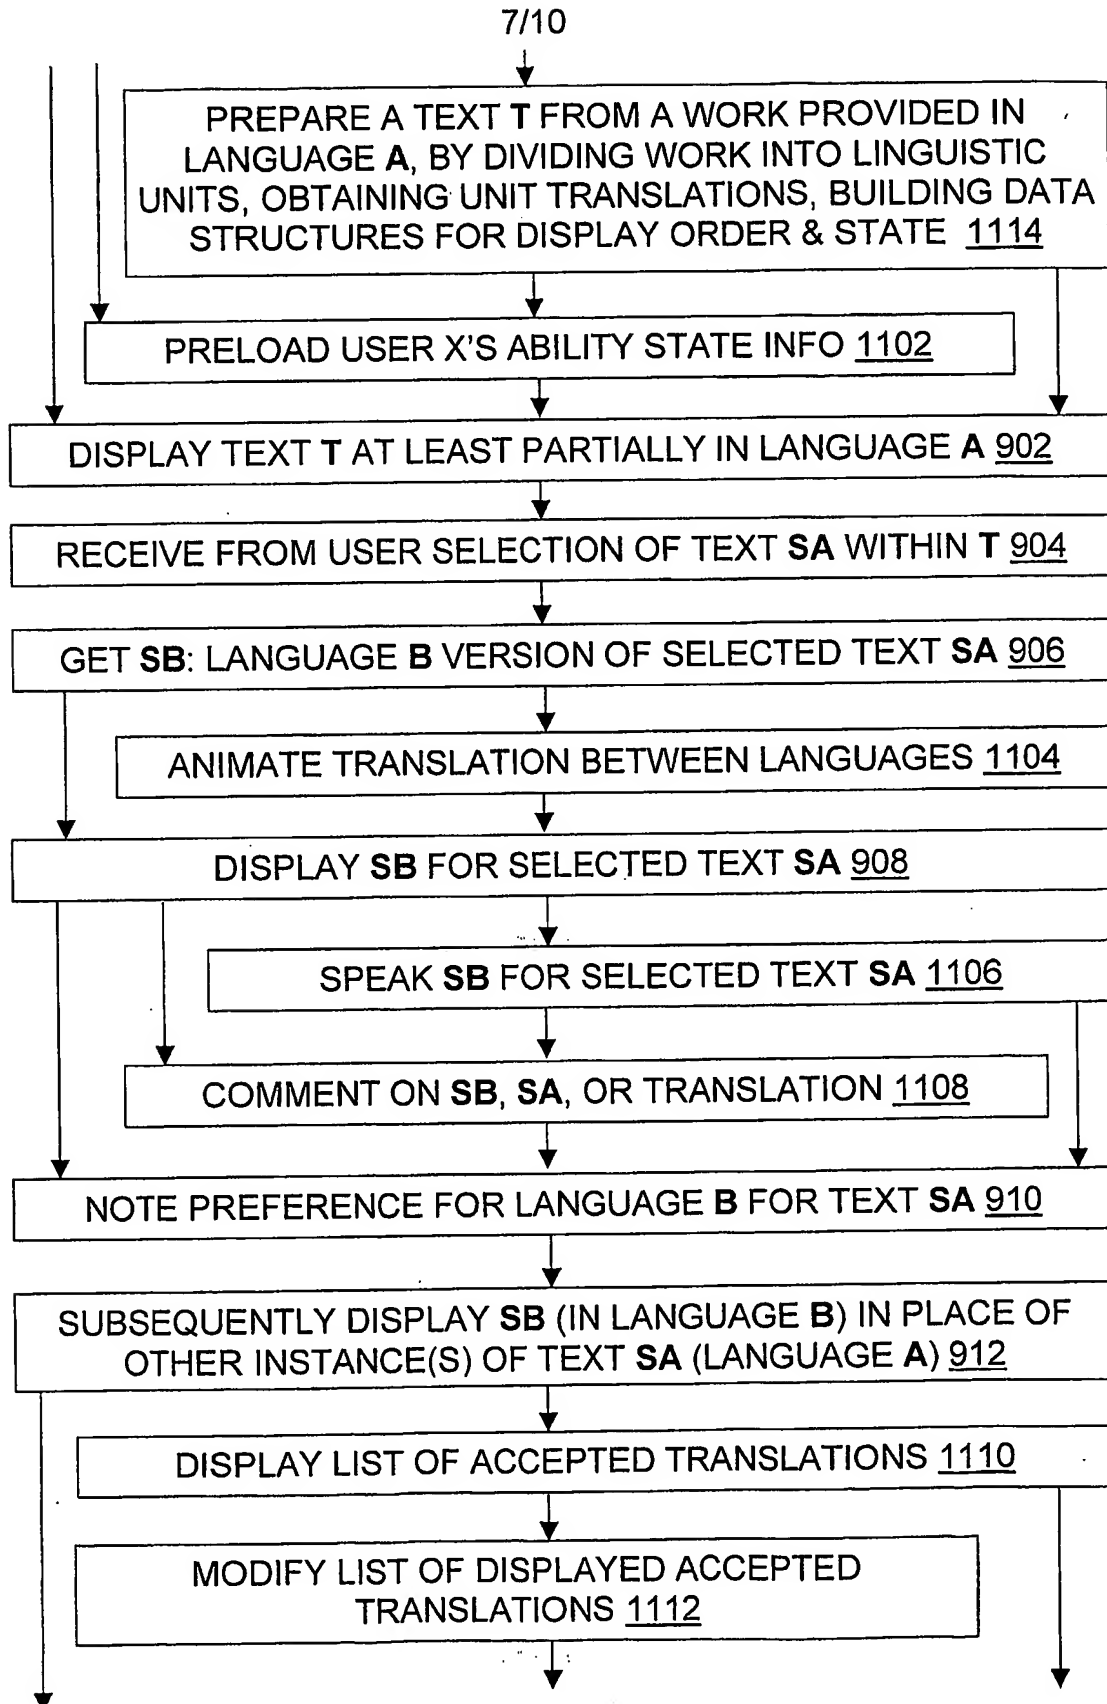 7/10
PREPARE A TEXT T FROM A WORK PROVIDED IN
LANGUAGE A, BY DIVIDING WORK INTO LINGUISTIC
UNITS, OBTAINING UNIT TRANSLATIONS, BUILDING DATA
STRUCTURES FOR DISPLAY ORDER & STATE 1114
PRELOAD USER X'S ABILITY STATE INFO 1102
DISPLAY TEXT T AT LEAST PARTIALLY IN LANGUAGE A 902
RECEIVE FROM USER SELECTION OF TEXT SA WITHIN T 904
GET SB: LANGUAGE B VERSION OF SELECTED TEXT SA 906
ANIMATE TRANSLATION BETWEEN LANGUAGES 1104
DISPLAY SB FOR SELECTED TEXT SA 908
SPEAK SB FOR SELECTED TEXT SA 1106
COMMENT ON SB, SA, OR TRANSLATION 1108
NOTE PREFERENCE FOR LANGUAGE B FOR TEXT SA 910
SUBSEQUENTLY DISPLAY SB (IN LANGUAGE B) IN PLACE OF
OTHER INSTANCE(S) OF TEXT SA (LANGUAGE A) 912
DISPLAY LIST OF ACCEPTED TRANSLATIONS 1110
MODIFY LIST OF DISPLAYED ACCEPTED
TRANSLATIONS 1112